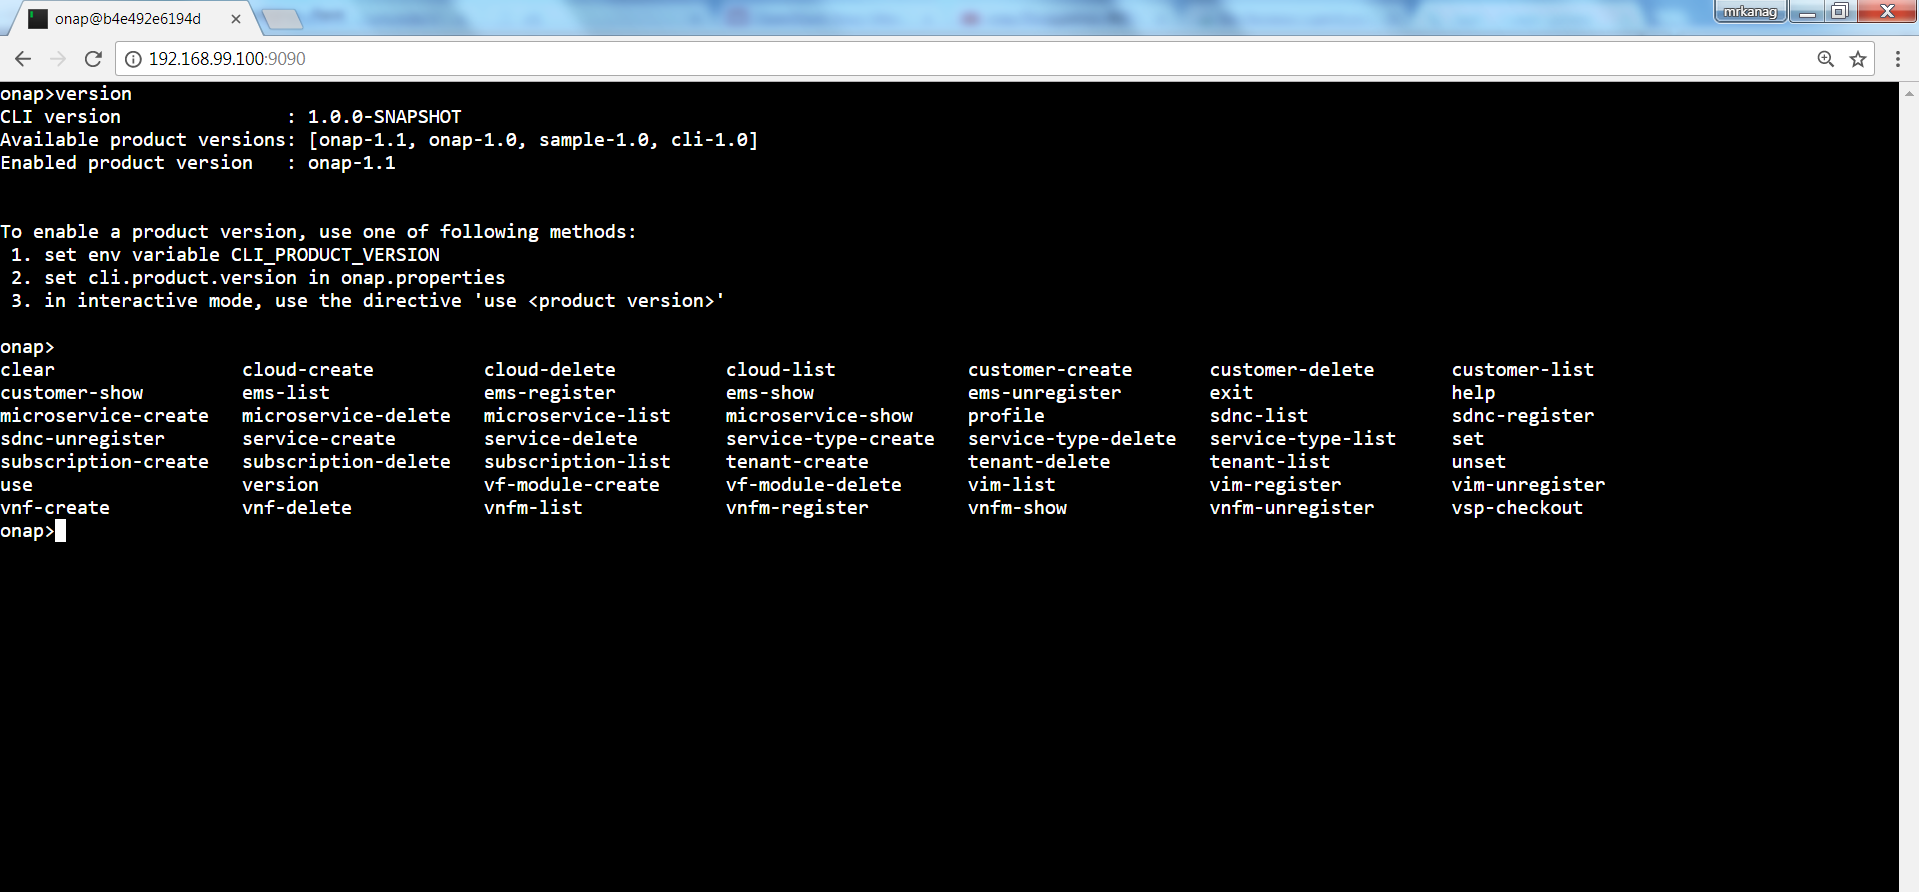 onap@b4e492e6194d
mrkanag
192.168.99.100:9090
onap>version
CLI version               : 1.0.0-SNAPSHOT
Available product versions: [onap-1.1, onap-1.0, sample-1.0, cli-1.0]
Enabled product version   : onap-1.1
To enable a product version, use one of following methods:
 1. set env variable CLI_PRODUCT_VERSION
 2. set cli.product.version in onap.properties
 3. in interactive mode, use the directive 'use <product version>'
onap>
clear                 cloud-create          cloud-delete          cloud-list            customer-create       customer-delete       customer-list
customer-show         ems-list              ems-register          ems-show              ems-unregister        exit                  help
microservice-create   microservice-delete   microservice-list     microservice-show     profile               sdnc-list             sdnc-register
sdnc-unregister       service-create        service-delete        service-type-create   service-type-delete   service-type-list     set
subscription-create   subscription-delete   subscription-list     tenant-create         tenant-delete         tenant-list           unset
use                   version               vf-module-create      vf-module-delete      vim-list              vim-register          vim-unregister
vnf-create            vnf-delete            vnfm-list             vnfm-register         vnfm-show             vnfm-unregister       vsp-checkout
onap>